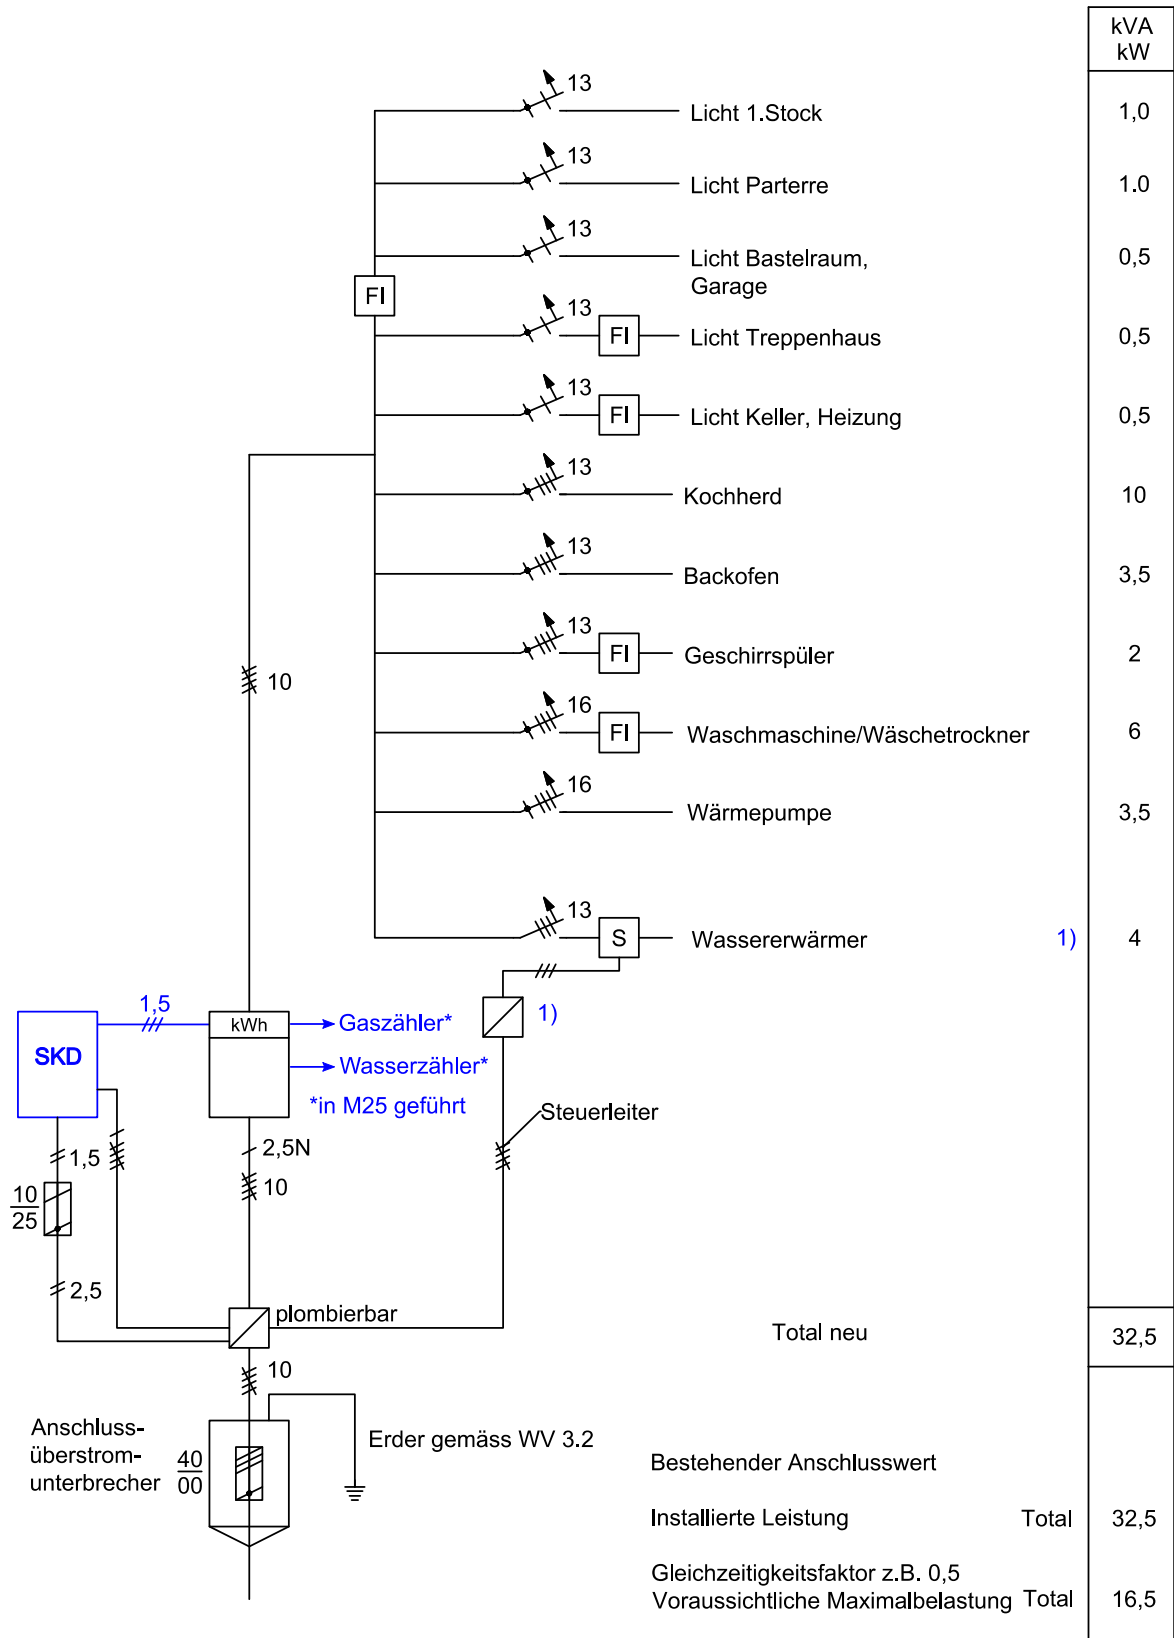 kVA
kW
13
Licht 1.Stock
1,0
13
Licht Parterre
1.0
13
Licht Bastelraum,
Garage
0,5
FI
13
FI
Licht Treppenhaus
0,5
13
FI
Licht Keller, Heizung
0,5
13
Kochherd
10
13
Backofen
3,5
13
FI
Geschirrspüler
2
10
16
FI
Waschmaschine/Wäschetrockner
6
16
Wärmepumpe
3,5
13
S
Wassererwärmer
1)
4
1,5
SKD
kWh
Gaszähler*
1)
Wasserzähler*
*in M25 geführt
Steuerleiter
1,5
2,5N
10
10
25
2,5
plombierbar
Total neu
32,5
10
Anschluss-
überstrom-
unterbrecher
40
00
Erder gemäss WV 3.2
Bestehender Anschlusswert
Installierte Leistung Total 32,5
Gleichzeitigkeitsfaktor z.B. 0,5
Voraussichtliche Maximalbelastung Total 16,5